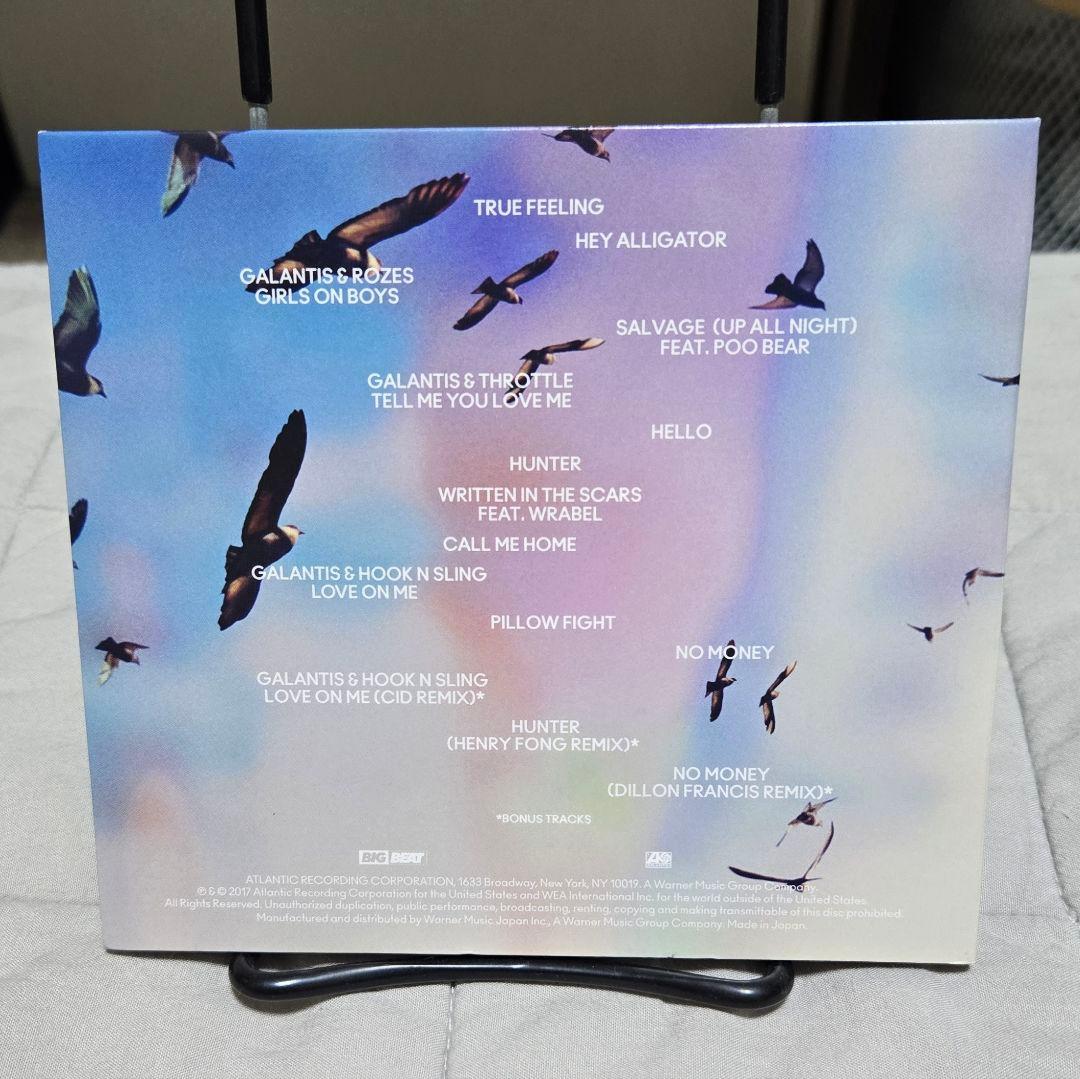 TRUE FEELING
HEY ALLIGATOR
GALANTIS & ROZES
GIRLS ON BOYS
SALVAGE (UP ALL NIGHT)
FEAT. POO BEAR
GALANTIS & THROTTLE
TELL ME YOU LOVE ME
HELLO
HUNTER
WRITTEN IN THE SCARS
FEAT. WRABEL
CALL ME HOME
GALANTIS & HOOK N SLING
LOVE ON ME
PILLOW FIGHT
NO MONEY
GALANTIS & HOOK N SLING
LOVE ON ME (CID REMIX)*
HUNTER
(HENRY FONG REMIX)*
NO MONEY
(DILLON FRANCIS REMIX)*
*BONUS TRACKS
BIG BEAT
ATLANTIC RECORDING CORPORATION, 1633 Broadway, New York, NY 10019. A Warner Music Group Company.
℗ & © 2017 Atlantic Recording Corporation for the United States and WEA International Inc. for the world outside of the United States.
All Rights Reserved. Unauthorized duplication, public performance, broadcasting, renting, copying and making transmittable of this disc prohibited.
Manufactured and distributed by Warner Music Japan Inc., A Warner Music Group Company. Made in Japan.